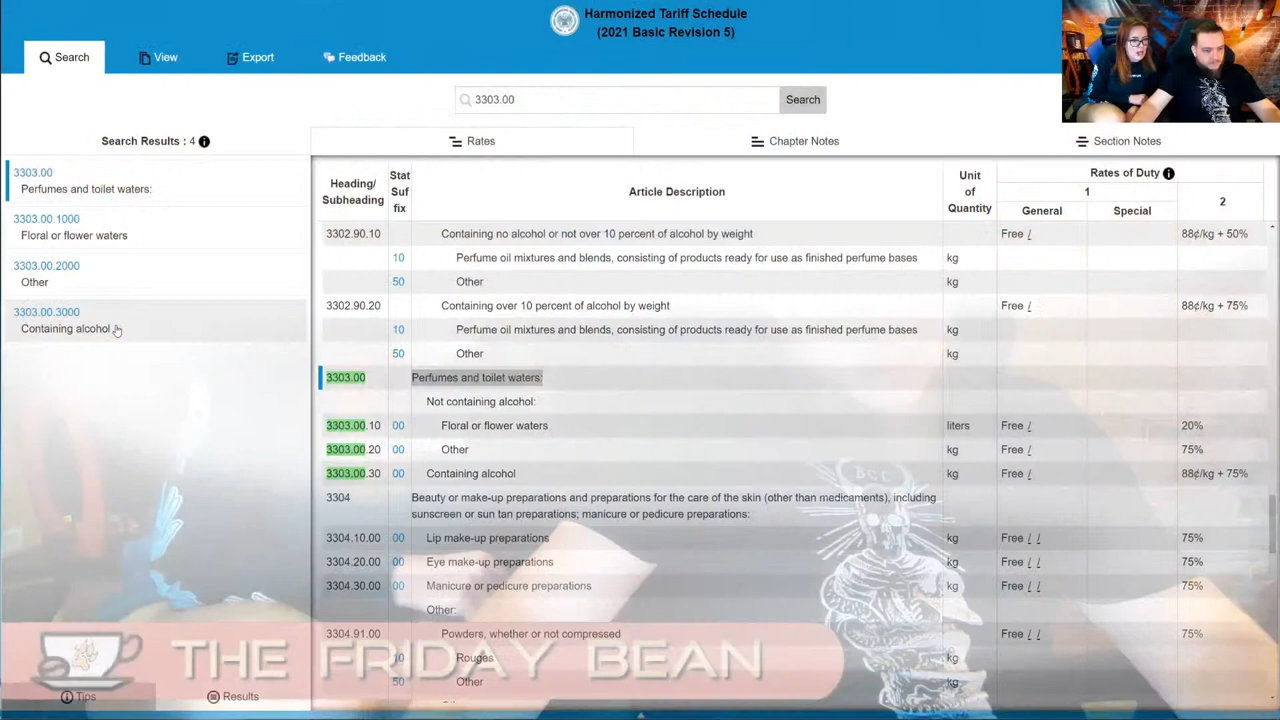 Harmonized Tariff Schedule
(2021 Basic Revision 5)
Search
View
Export
Feedback
3303.00
Search
Search Results : 4
Rates
Chapter Notes
Section Notes
3303.00
Perfumes and toilet waters:
3303.00.1000
Floral or flower waters
3303.00.2000
Other
3303.00.3000
Containing alcohol
Heading/
Subheading
Stat
Suf
fix
Article Description
Unit
of
Quantity
Rates of Duty
1
2
General
Special
3302.90.10 Containing no alcohol or not over 10 percent of alcohol by weight Free / 88¢/kg + 50%
10 Perfume oil mixtures and blends, consisting of products ready for use as finished perfume bases kg
50 Other kg
3302.90.20 Containing over 10 percent of alcohol by weight Free / 88¢/kg + 75%
10 Perfume oil mixtures and blends, consisting of products ready for use as finished perfume bases kg
50 Other kg
3303.00 Perfumes and toilet waters:
Not containing alcohol:
3303.00.10 00 Floral or flower waters liters Free / 20%
3303.00.20 00 Other kg Free / 75%
3303.00.30 00 Containing alcohol kg Free / 88¢/kg + 75%
3304 Beauty or make-up preparations and preparations for the care of the skin (other than medicaments), including
sunscreen or sun tan preparations; manicure or pedicure preparations:
3304.10.00 00 Lip make-up preparations kg Free / / 75%
3304.20.00 00 Eye make-up preparations kg Free / / 75%
3304.30.00 00 Manicure or pedicure preparations kg Free / / 75%
Other:
3304.91.00 Powders, whether or not compressed Free / / 75%
10 Rouges kg
50 Other kg
BCC
THE FRIDAY BEAN
Tips
Results